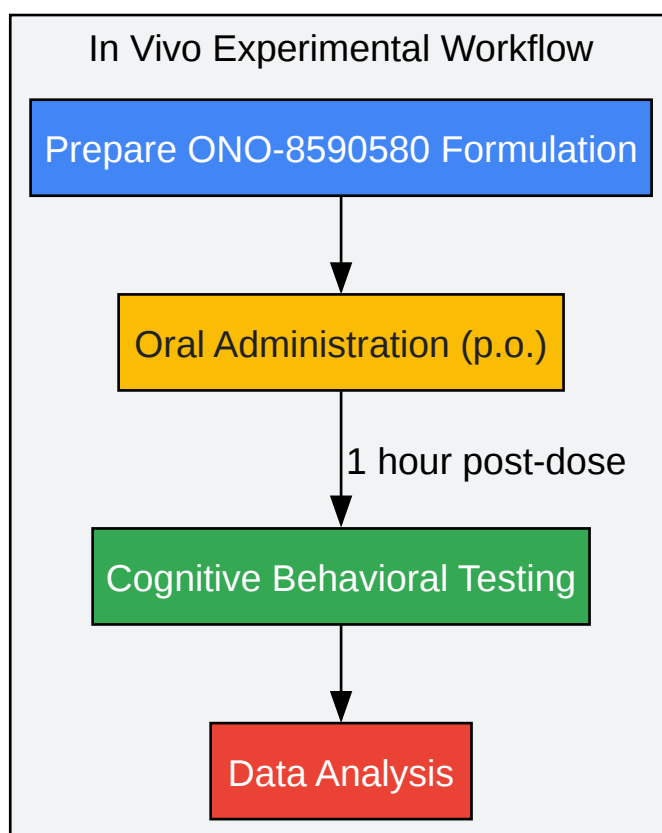 In Vivo Experimental Workflow
Prepare ONO-8590580 Formulation
Oral Administration (p.o.)
1 hour post-dose
Cognitive Behavioral Testing
Data Analysis